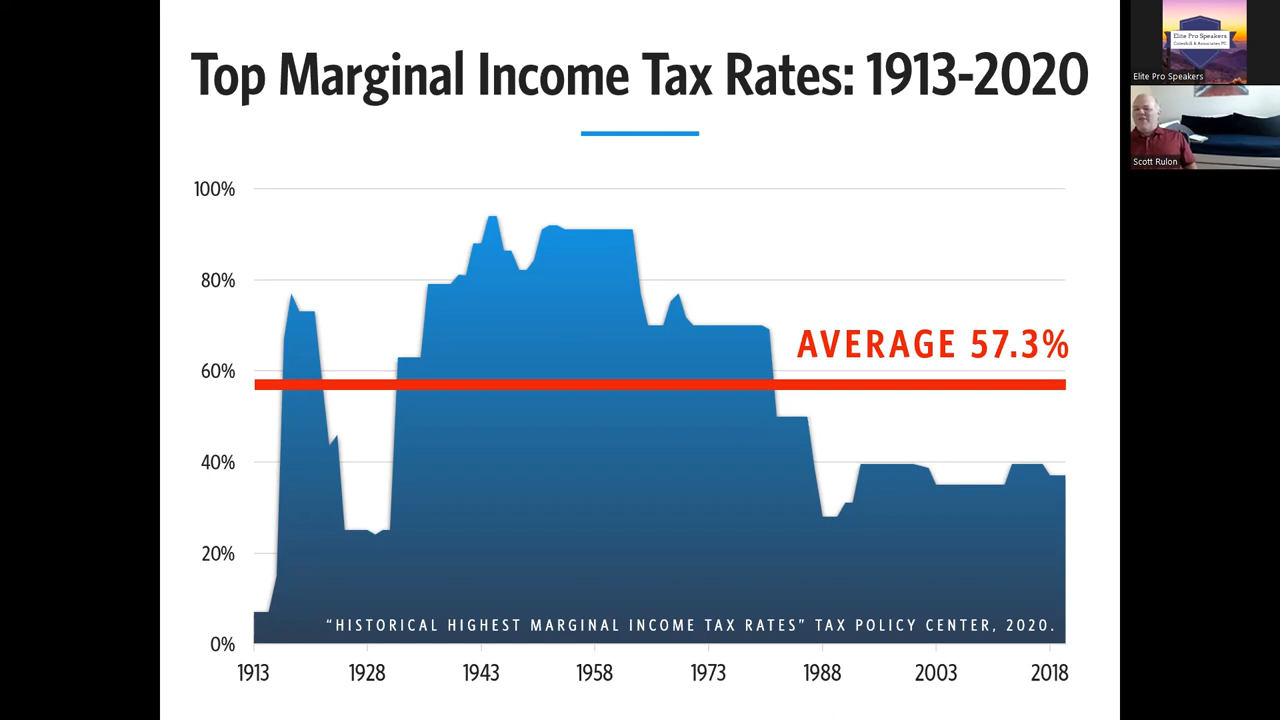 Top Marginal Income Tax Rates: 1913-2020
100%
80%
60%
40%
20%
0%
AVERAGE 57.3%
“HISTORICAL HIGHEST MARGINAL INCOME TAX RATES” TAX POLICY CENTER, 2020.
1913 1928 1943 1958 1973 1988 2003 2018
Elite Pro Speakers
Elite Pro Speakers
Scott Rulon